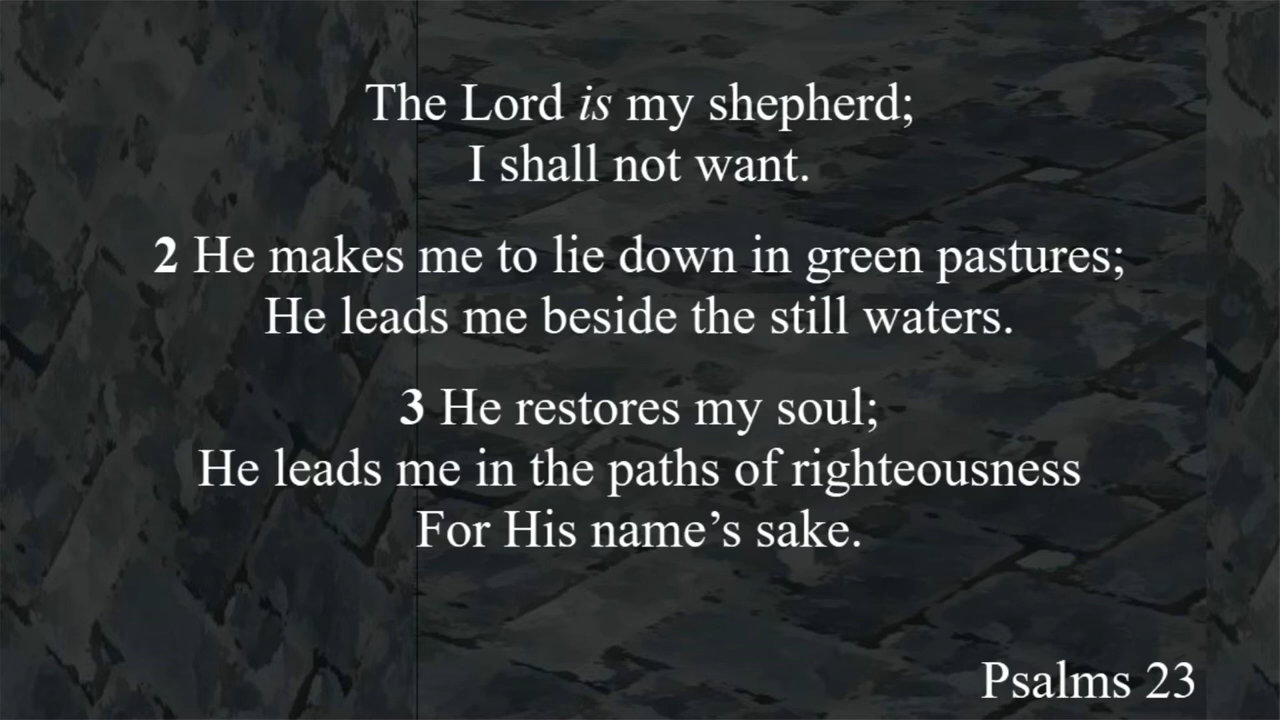 The Lord is my shepherd;
I shall not want.
2 He makes me to lie down in green pastures;
He leads me beside the still waters.
3 He restores my soul;
He leads me in the paths of righteousness
For His name’s sake.
Psalms 23